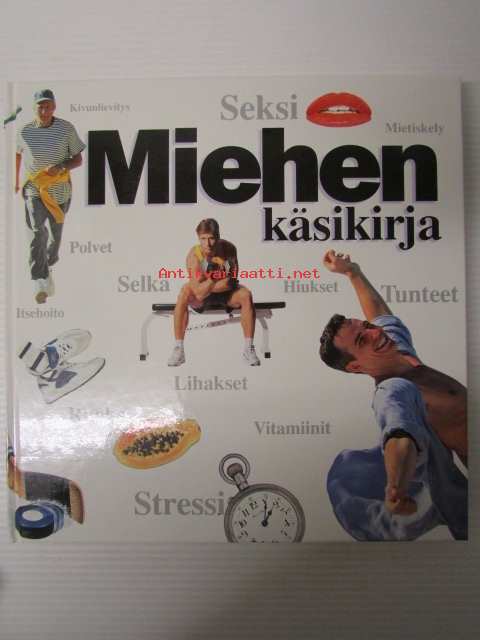 Kivunlievitys
Seksi
Mietiskely
Miehen
käsikirja
Polvet
Antikvariaatti.net
Selkä
Hiukset
Tunteet
Itsehoito
Lihakset
Vitamiinit
Stressi